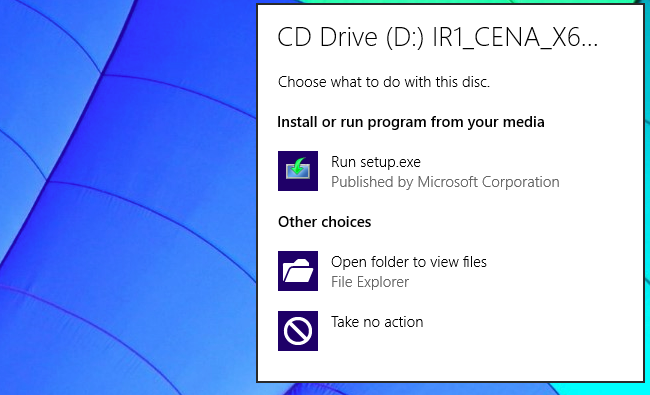 CD Drive (D:) IR1_CENA_X6...
Choose what to do with this disc.
Install or run program from your media
Run setup.exe
Published by Microsoft Corporation
Other choices
Open folder to view files
File Explorer
Take no action